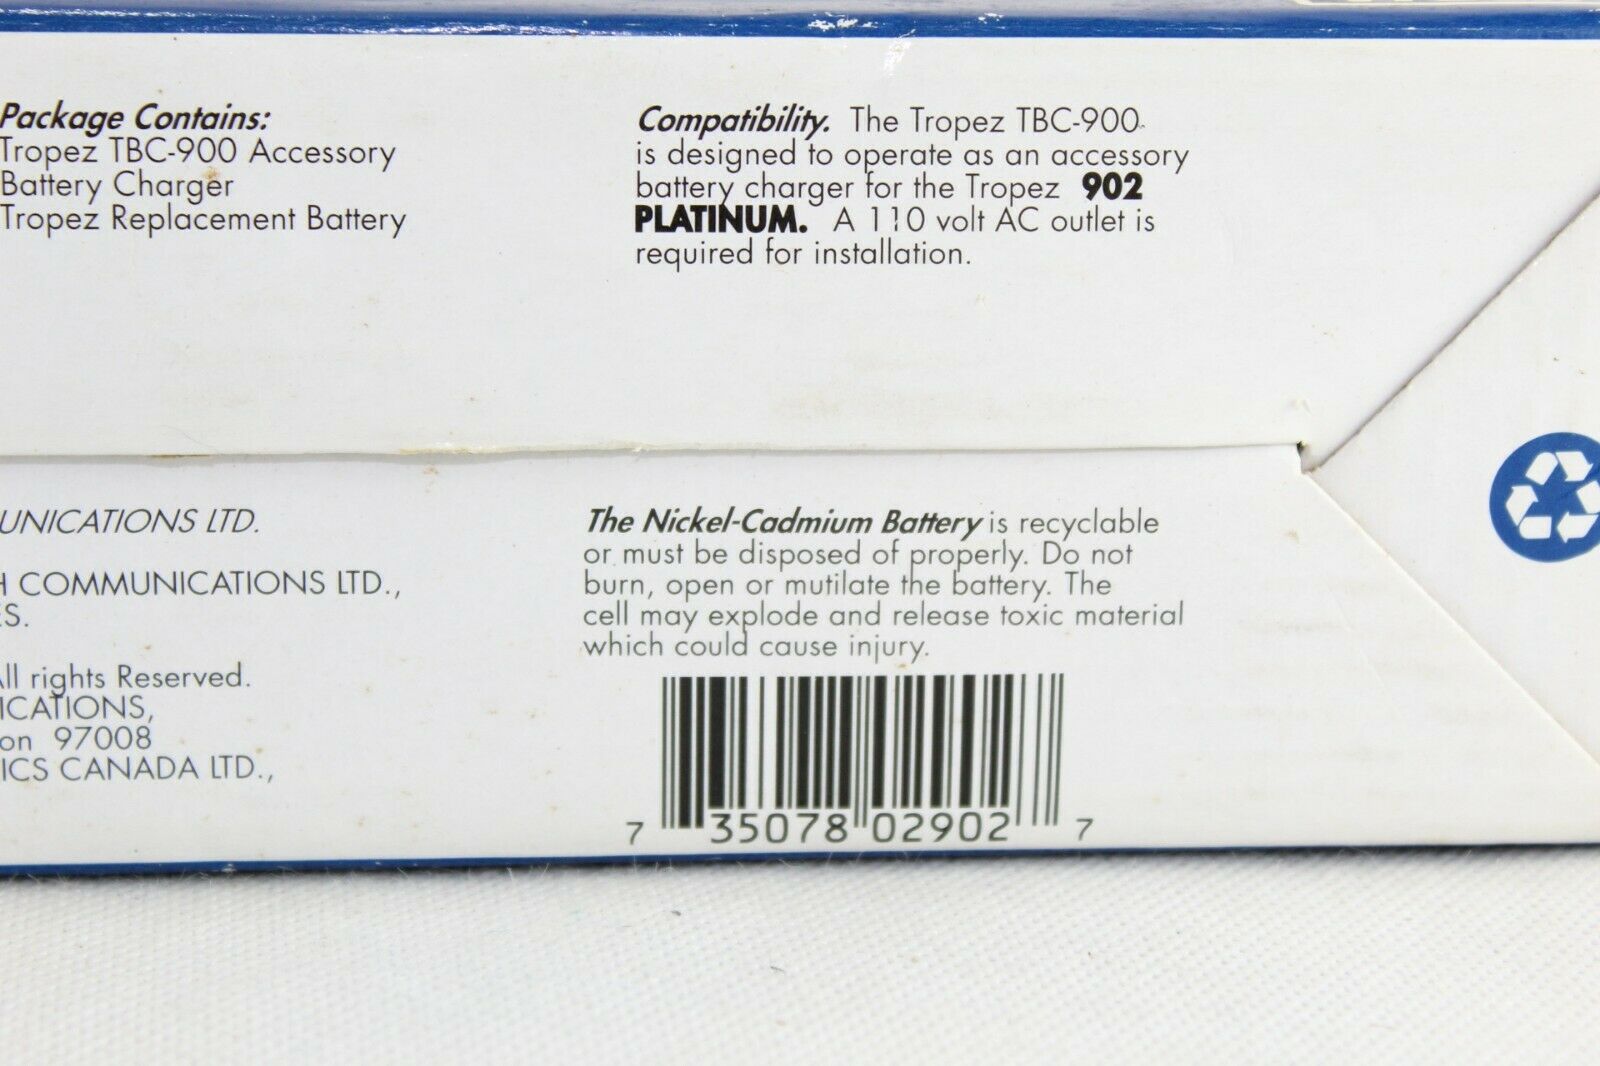 Package Contains:
Tropez TBC-900 Accessory
Battery Charger
Tropez Replacement Battery
Compatibility. The Tropez TBC-900
is designed to operate as an accessory
battery charger for the Tropez 902
PLATINUM. A 110 volt AC outlet is
required for installation.
UNICATIONS LTD.
H COMMUNICATIONS LTD.,
ES.
All rights Reserved.
ICATIONS,
on 97008
ICS CANADA LTD.,
The Nickel-Cadmium Battery is recyclable
or must be disposed of properly. Do not
burn, open or mutilate the battery. The
cell may explode and release toxic material
which could cause injury.
7 35078 02902 7